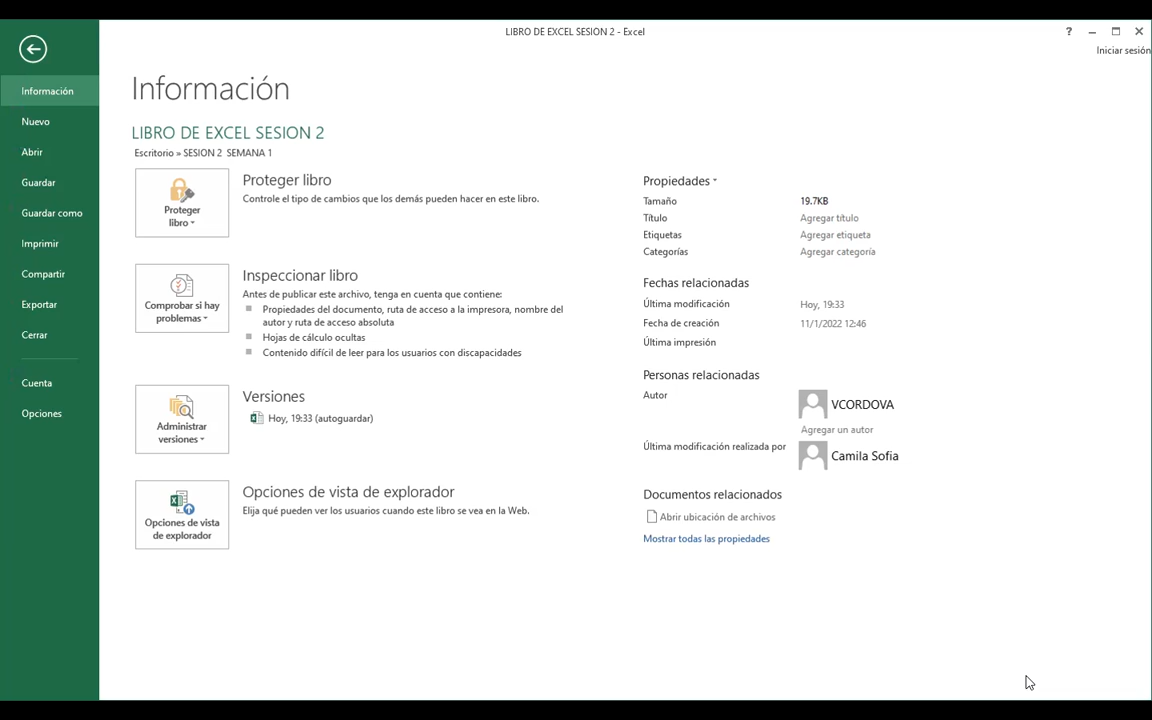 LIBRO DE EXCEL SESION 2 - Excel
?
Iniciar sesión
Información
Nuevo
Abrir
Guardar
Guardar como
Imprimir
Compartir
Exportar
Cerrar
Cuenta
Opciones
Información
LIBRO DE EXCEL SESION 2
Escritorio » SESION 2 SEMANA 1
Proteger
libro
Proteger libro
Controle el tipo de cambios que los demás pueden hacer en este libro.
Comprobar si hay
problemas
Inspeccionar libro
Antes de publicar este archivo, tenga en cuenta que contiene:
Propiedades del documento, ruta de acceso a la impresora, nombre del
autor y ruta de acceso absoluta
Hojas de cálculo ocultas
Contenido difícil de leer para los usuarios con discapacidades
Administrar
versiones
Versiones
Hoy, 19:33 (autoguardar)
Opciones de vista
de explorador
Opciones de vista de explorador
Elija qué pueden ver los usuarios cuando este libro se vea en la Web.
Propiedades
Tamaño 19.7KB
Título Agregar título
Etiquetas Agregar etiqueta
Categorías Agregar categoría
Fechas relacionadas
Última modificación Hoy, 19:33
Fecha de creación 11/1/2022 12:46
Última impresión
Personas relacionadas
Autor VCORDOVA
Agregar un autor
Última modificación realizada por Camila Sofia
Documentos relacionados
Abrir ubicación de archivos
Mostrar todas las propiedades